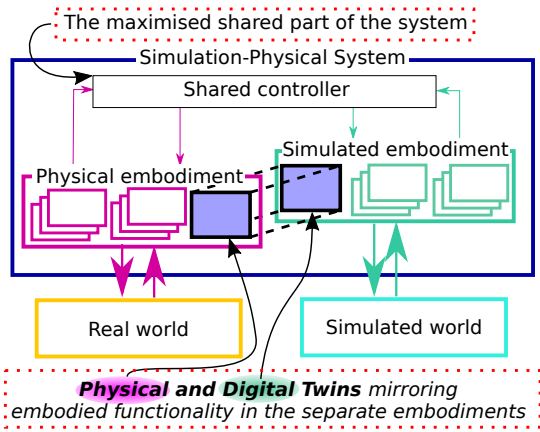 The maximised shared part of the system
Simulation-Physical System
Shared controller
Simulated embodiment
Physical embodiment
Real world
Simulated world
Physical and Digital Twins mirroring
embodied functionality in the separate embodiments